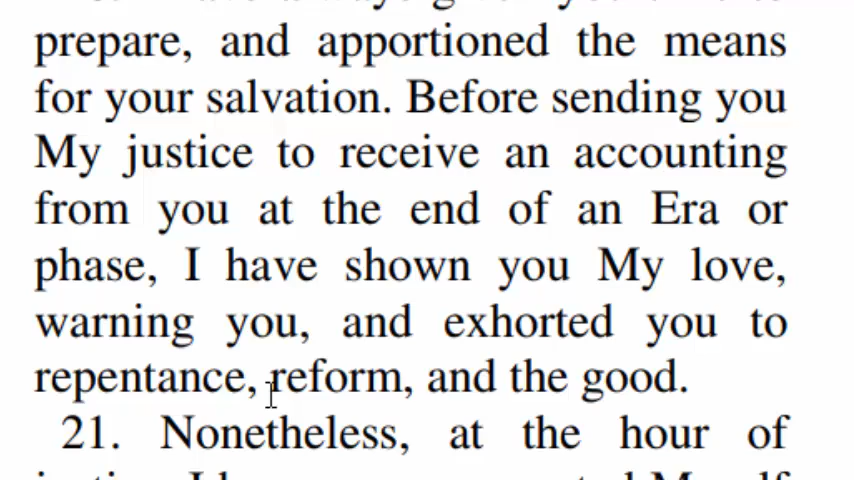 prepare, and apportioned the means
for your salvation. Before sending you
My justice to receive an accounting
from you at the end of an Era or
phase, I have shown you My love,
warning you, and exhorted you to
repentance, reform, and the good.
21. Nonetheless, at the hour of